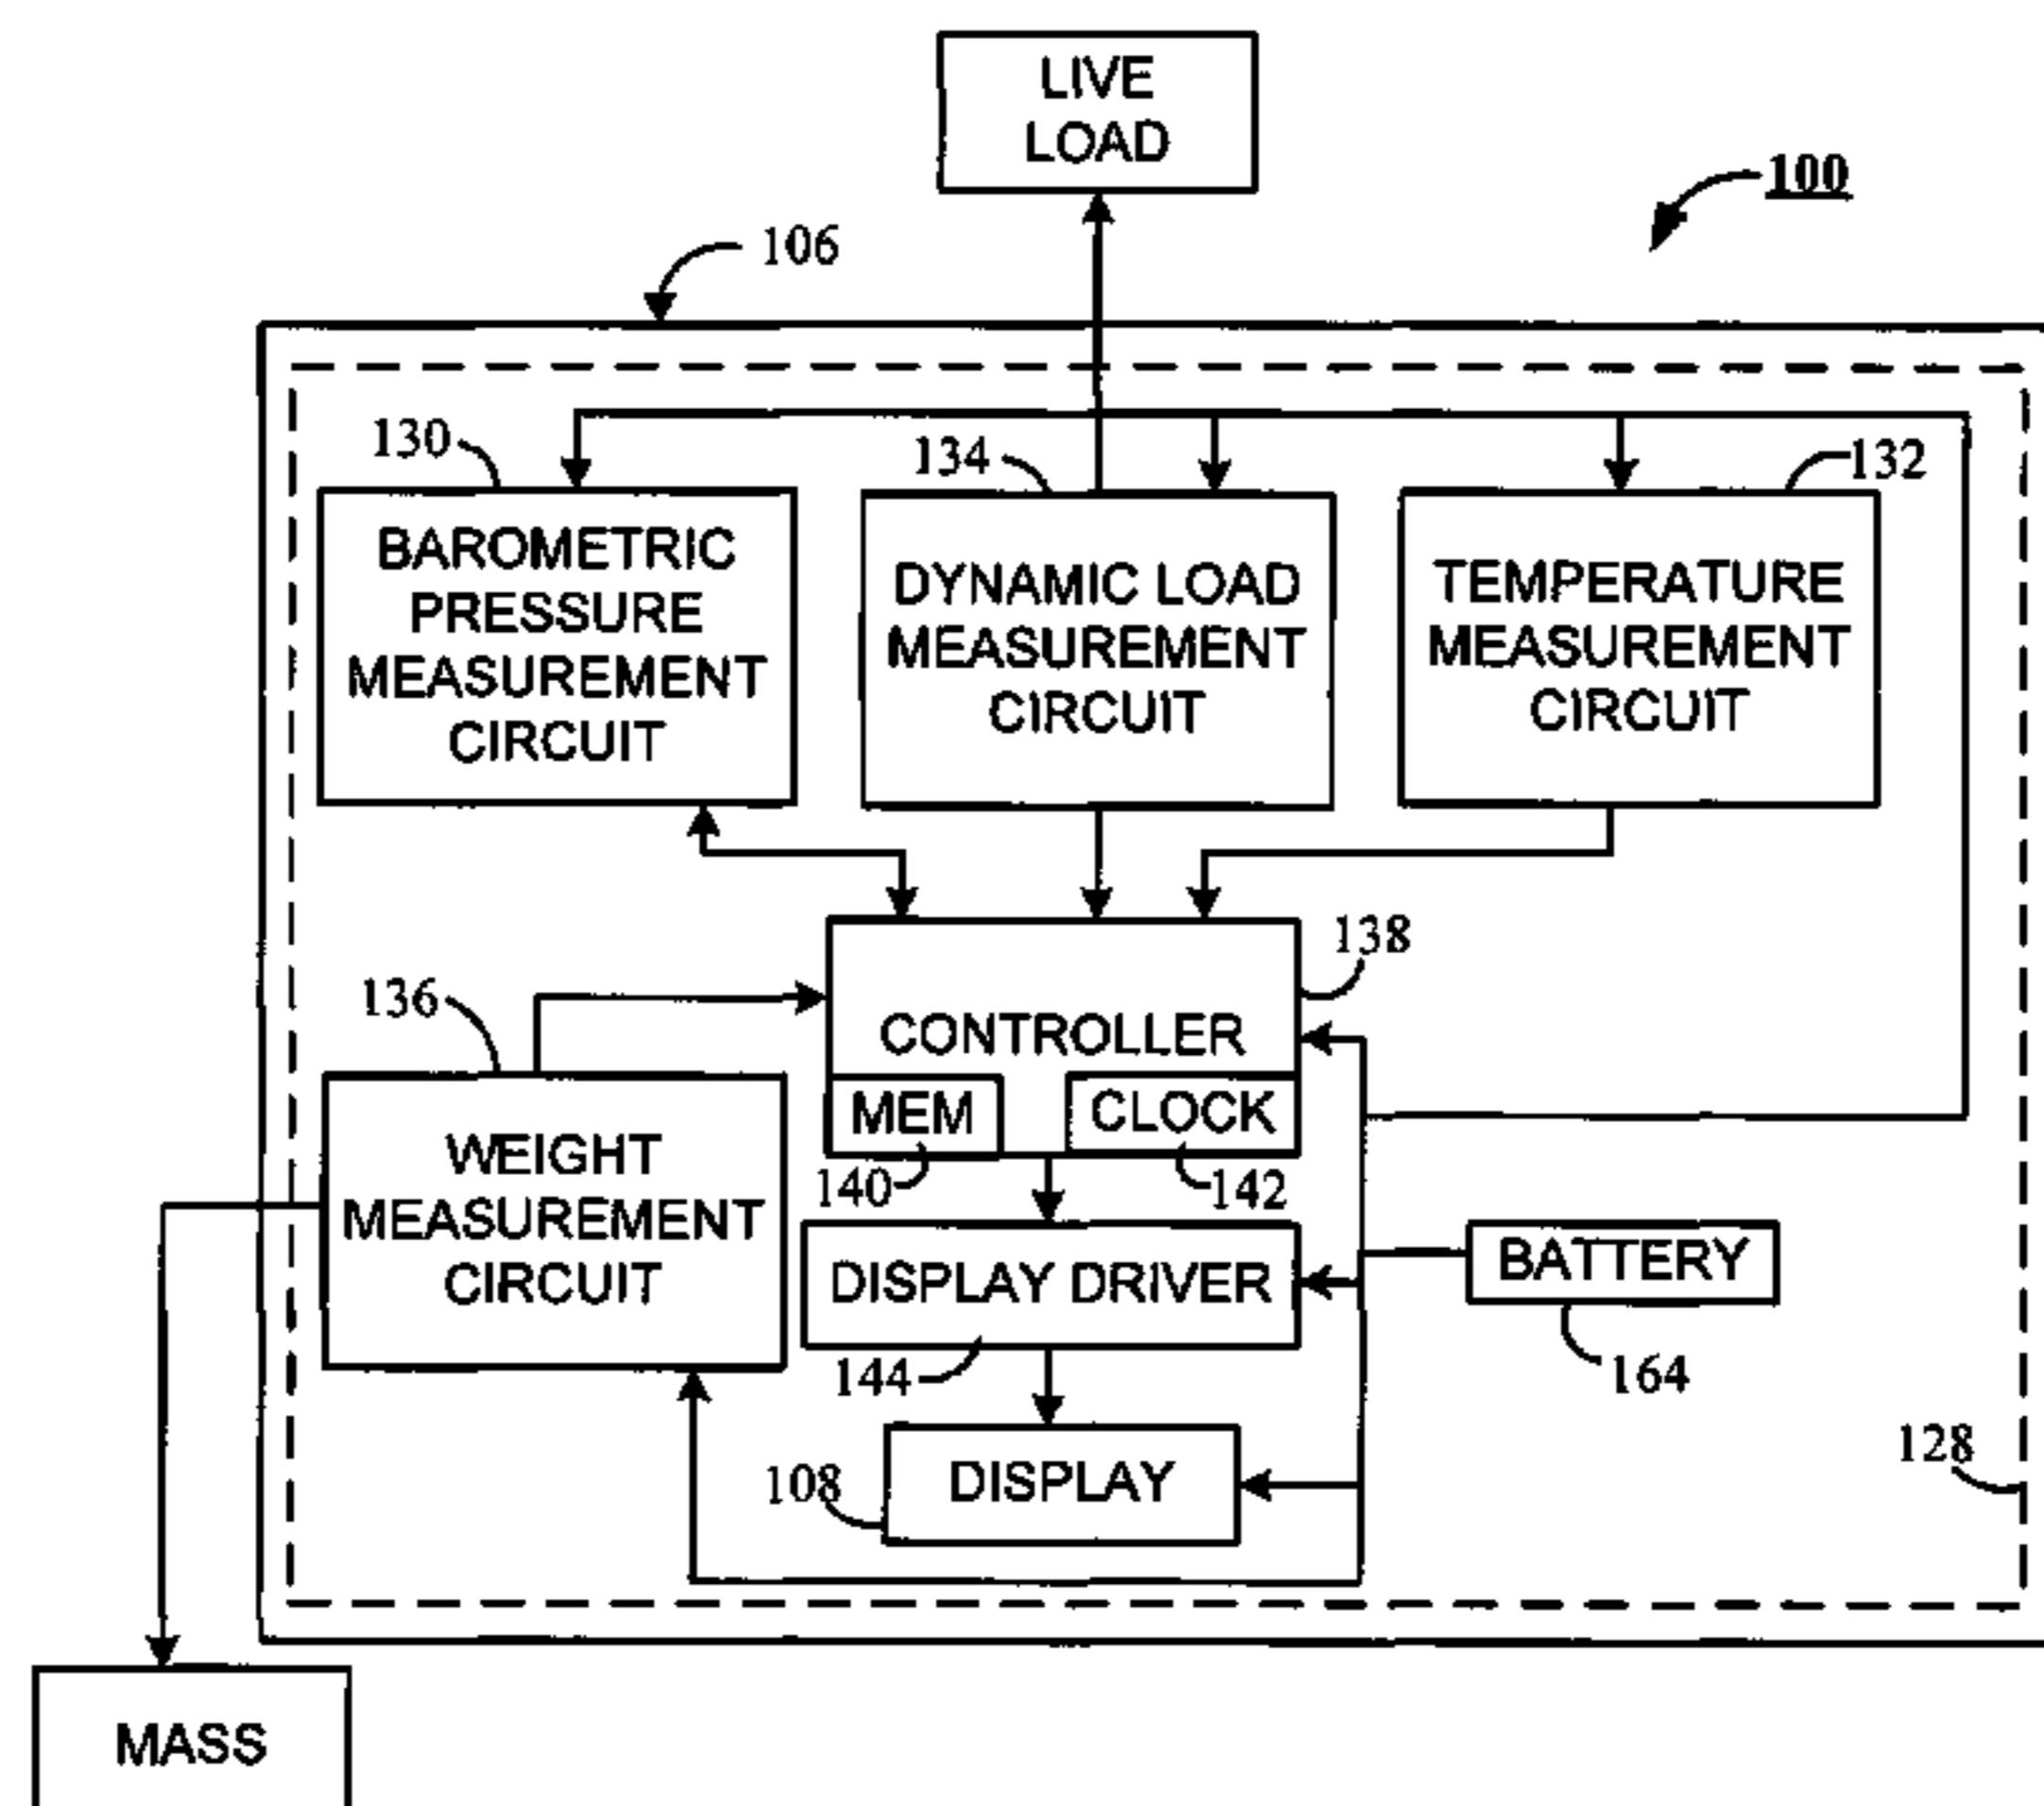 LIVE
LOAD
100
106
130
134
132
BAROMETRIC
PRESSURE
MEASUREMENT
CIRCUIT
DYNAMIC LOAD
MEASUREMENT
CIRCUIT
TEMPERATURE
MEASUREMENT
CIRCUIT
138
136
CONTROLLER
MEM
CLOCK
140
142
WEIGHT
MEASUREMENT
CIRCUIT
DISPLAY DRIVER
BATTERY
144
164
128
108
DISPLAY
MASS